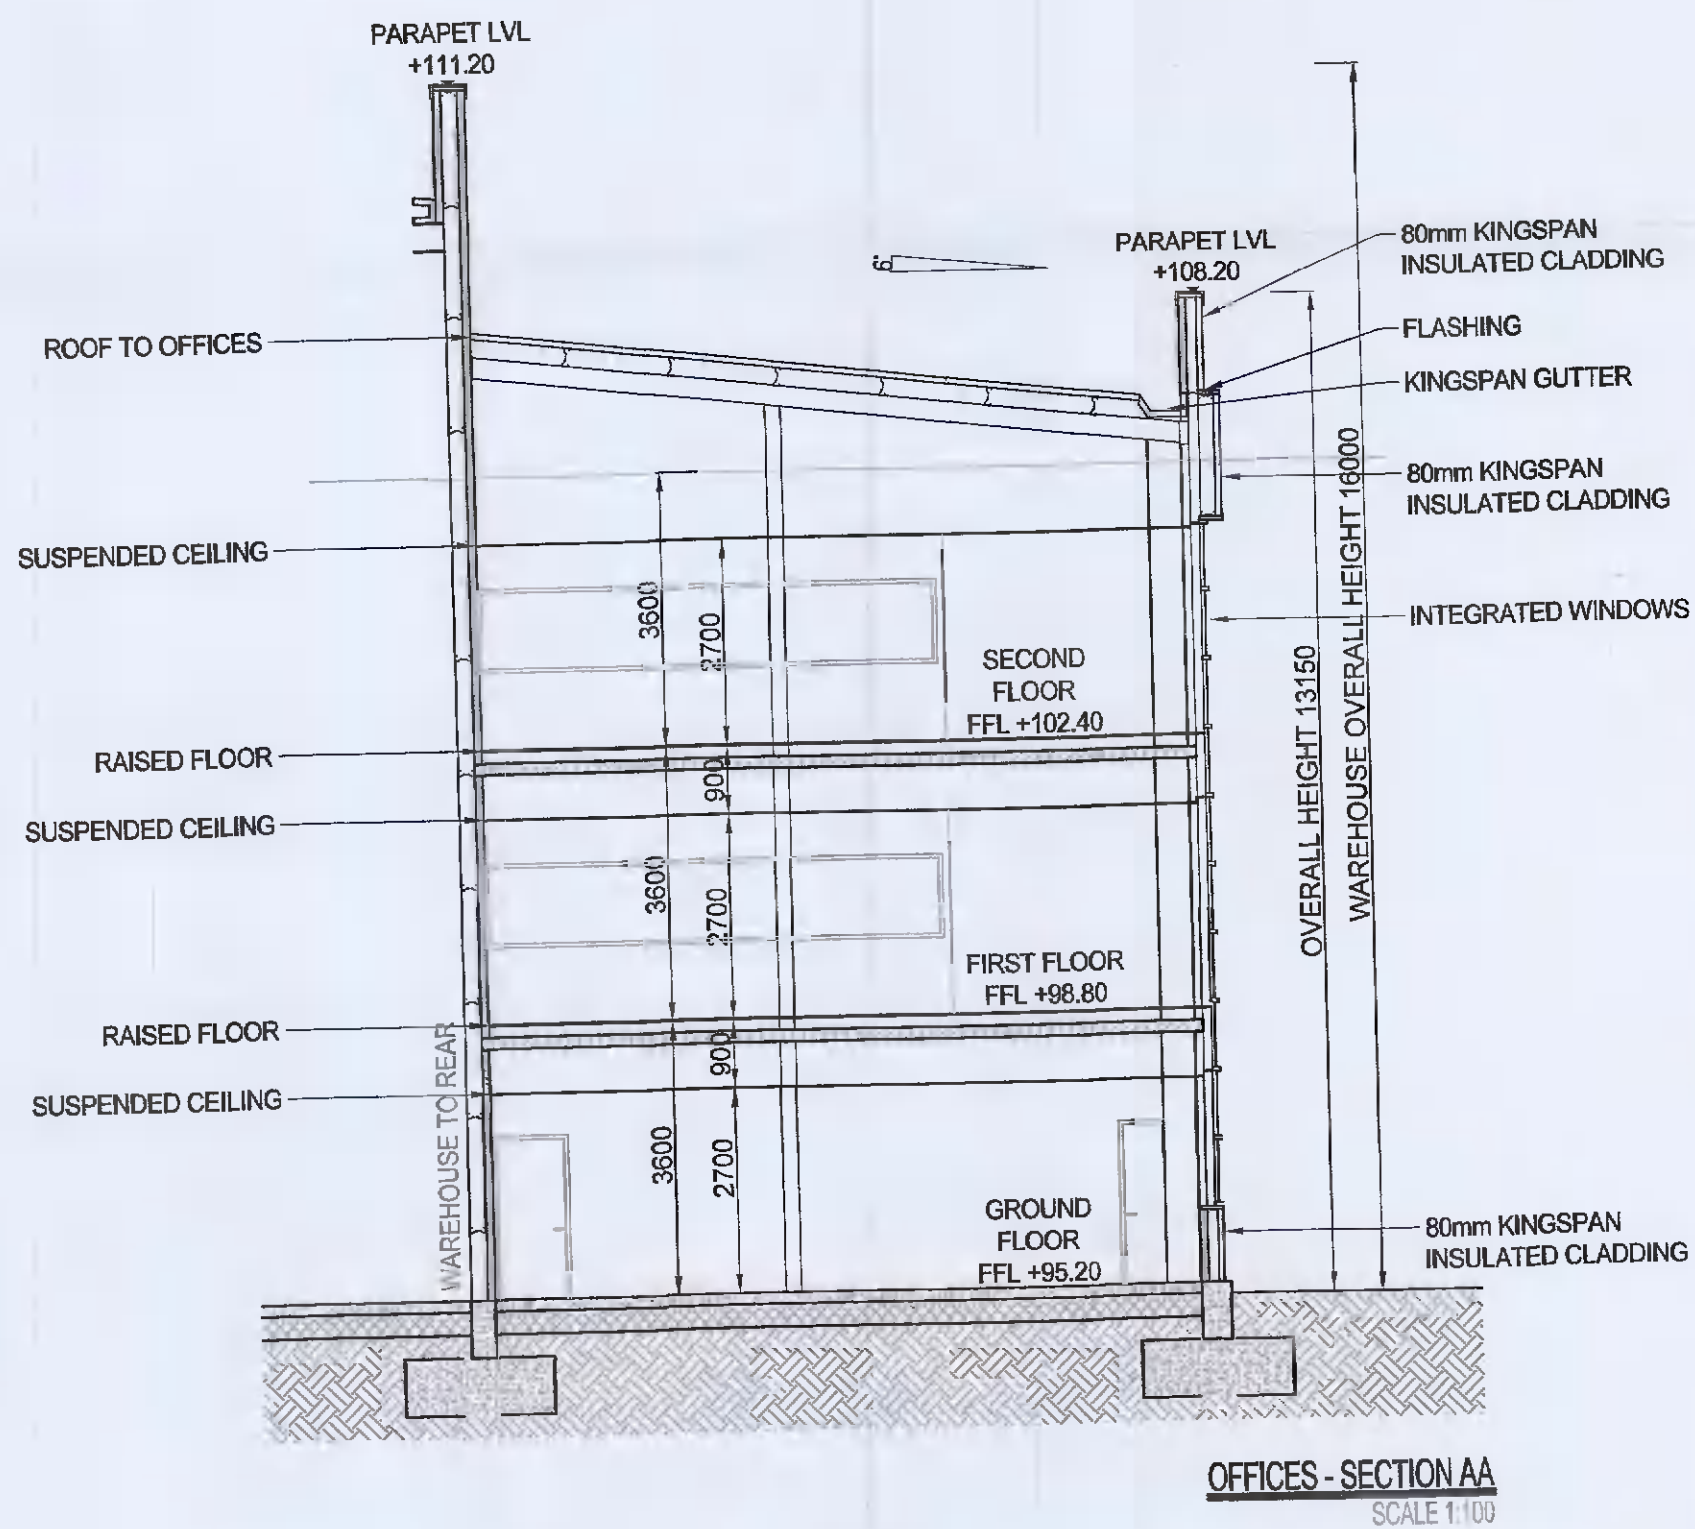 PARAPET LVL
+111.20
PARAPET LVL
+108.20
6°
80mm KINGSPAN
INSULATED CLADDING
FLASHING
KINGSPAN GUTTER
80mm KINGSPAN
INSULATED CLADDING
INTEGRATED WINDOWS
80mm KINGSPAN
INSULATED CLADDING
ROOF TO OFFICES
SUSPENDED CEILING
RAISED FLOOR
SUSPENDED CEILING
RAISED FLOOR
SUSPENDED CEILING
WAREHOUSE TO REAR
3600
2700
SECOND
FLOOR
FFL +102.40
900
3600
2700
FIRST FLOOR
FFL +98.80
900
3600
2700
GROUND
FLOOR
FFL +95.20
OVERALL HEIGHT 13150
WAREHOUSE OVERALL HEIGHT 16000
OFFICES - SECTION AA
SCALE 1:100